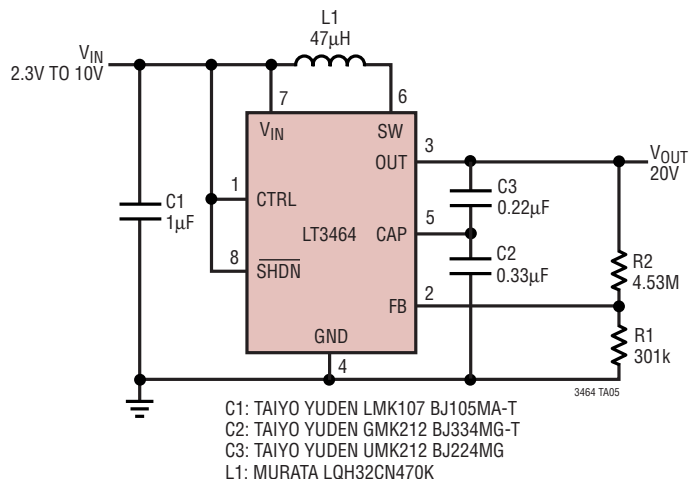 L1
47µH
VIN
2.3V TO 10V
7
6
VIN
SW
3
OUT
VOUT
20V
C1
1µF
1
CTRL
LT3464
C3
0.22µF
5
CAP
C2
0.33µF
8
SHDN
R2
4.53M
2
FB
R1
301k
GND
4
3464 TA05
C1: TAIYO YUDEN LMK107 BJ105MA-T
C2: TAIYO YUDEN GMK212 BJ334MG-T
C3: TAIYO YUDEN UMK212 BJ224MG
L1: MURATA LQH32CN470K